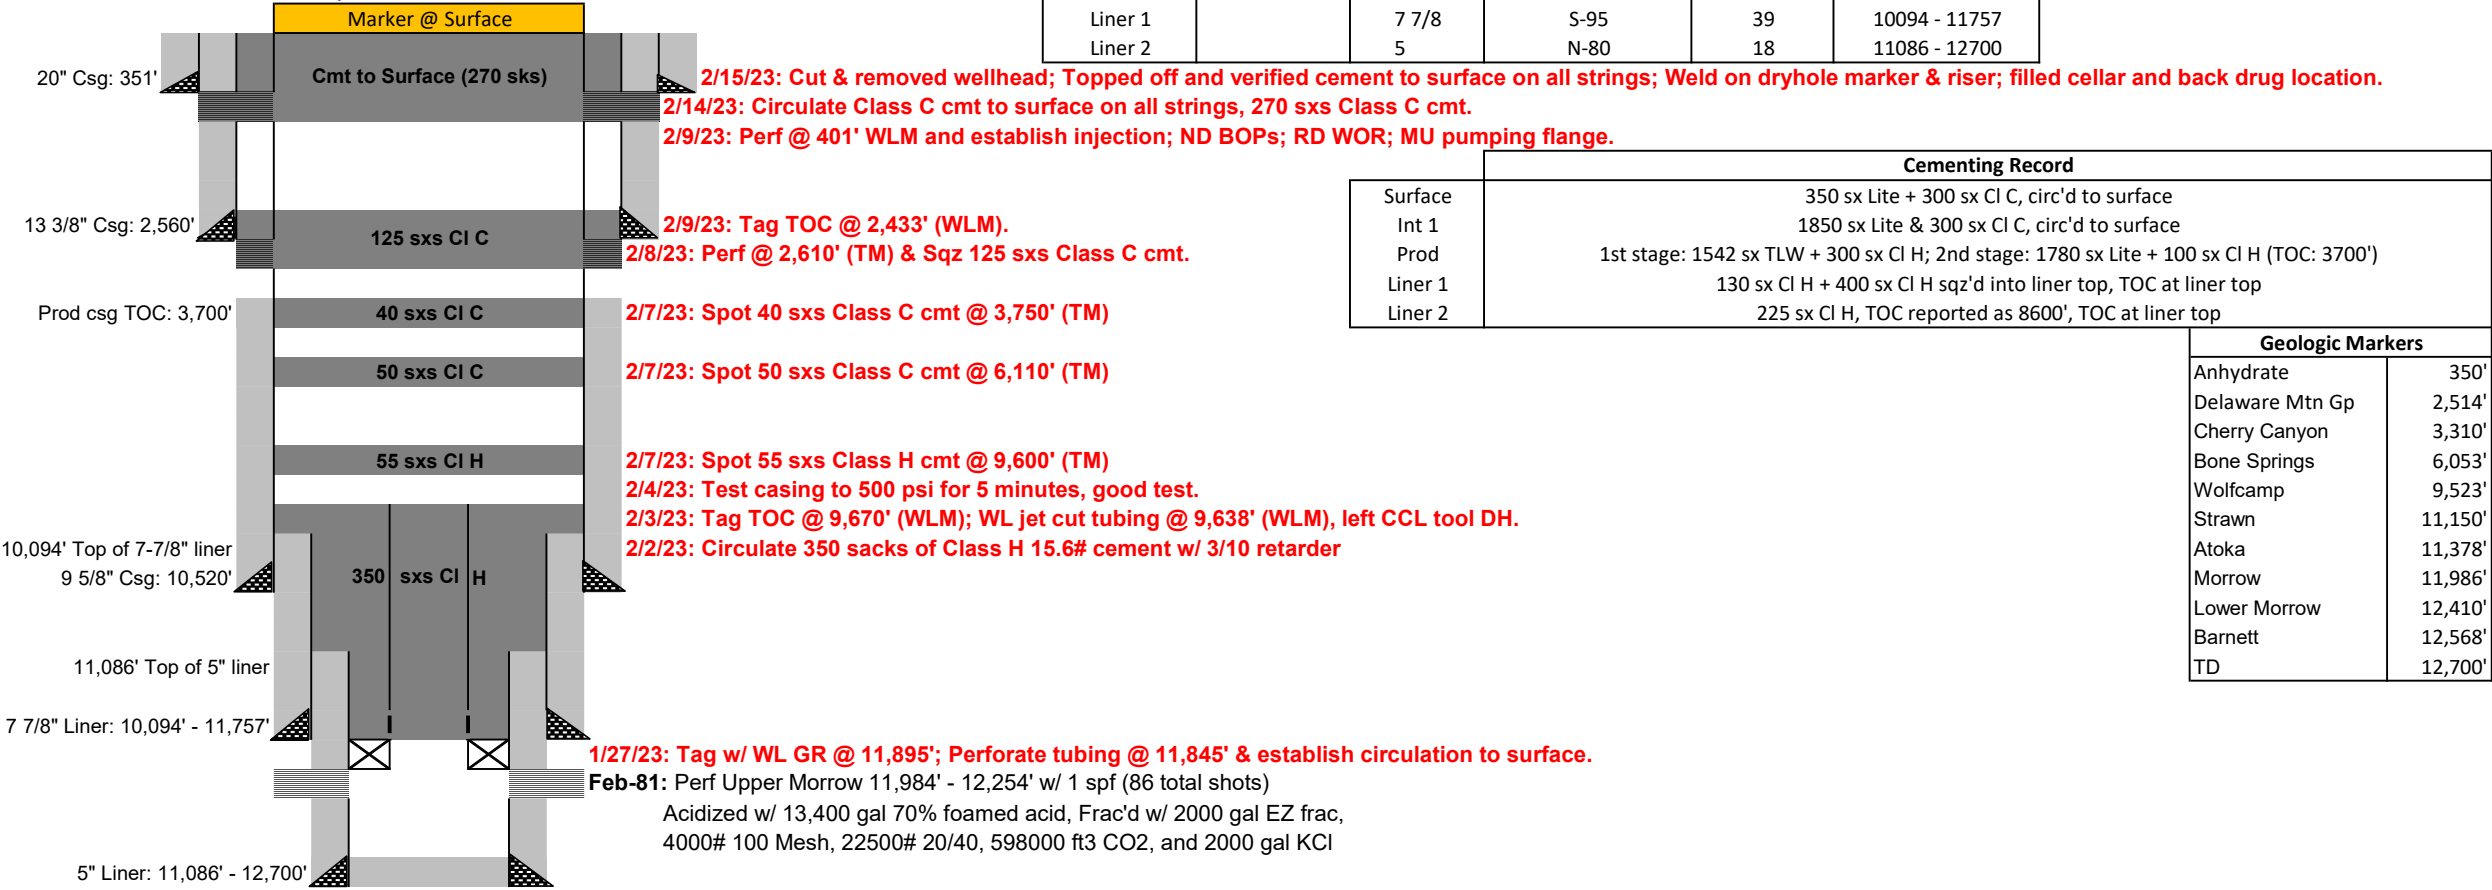 Marker @ Surface
Liner 1 7 7/8 S-95 39 10094 - 11757
Liner 2 5 N-80 18 11086 - 12700
20" Csg: 351'
Cmt to Surface (270 sks)
2/15/23: Cut & removed wellhead; Topped off and verified cement to surface on all strings; Weld on dryhole marker & riser; filled cellar and back drug location.
2/14/23: Circulate Class C cmt to surface on all strings, 270 sxs Class C cmt.
2/9/23: Perf @ 401' WLM and establish injection; ND BOPs; RD WOR; MU pumping flange.
Cementing Record
Surface 350 sx Lite + 300 sx Cl C, circ'd to surface
Int 1 1850 sx Lite & 300 sx Cl C, circ'd to surface
Prod 1st stage: 1542 sx TLW + 300 sx Cl H; 2nd stage: 1780 sx Lite + 100 sx Cl H (TOC: 3700')
Liner 1 130 sx Cl H + 400 sx Cl H sqz'd into liner top, TOC at liner top
Liner 2 225 sx Cl H, TOC reported as 8600', TOC at liner top
13 3/8" Csg: 2,560'
125 sxs Cl C
2/9/23: Tag TOC @ 2,433' (WLM).
2/8/23: Perf @ 2,610' (TM) & Sqz 125 sxs Class C cmt.
Prod csg TOC: 3,700'
40 sxs Cl C
2/7/23: Spot 40 sxs Class C cmt @ 3,750' (TM)
50 sxs Cl C
2/7/23: Spot 50 sxs Class C cmt @ 6,110' (TM)
55 sxs Cl H
2/7/23: Spot 55 sxs Class H cmt @ 9,600' (TM)
2/4/23: Test casing to 500 psi for 5 minutes, good test.
2/3/23: Tag TOC @ 9,670' (WLM); WL jet cut tubing @ 9,638' (WLM), left CCL tool DH.
2/2/23: Circulate 350 sacks of Class H 15.6# cement w/ 3/10 retarder
Geologic Markers
Anhydrate 350'
Delaware Mtn Gp 2,514'
Cherry Canyon 3,310'
Bone Springs 6,053'
Wolfcamp 9,523'
Strawn 11,150'
Atoka 11,378'
Morrow 11,986'
Lower Morrow 12,410'
Barnett 12,568'
TD 12,700'
10,094' Top of 7-7/8" liner
9 5/8" Csg: 10,520'
350 sxs Cl H
11,086' Top of 5" liner
7 7/8" Liner: 10,094' - 11,757'
1/27/23: Tag w/ WL GR @ 11,895'; Perforate tubing @ 11,845' & establish circulation to surface.
Feb-81: Perf Upper Morrow 11,984' - 12,254' w/ 1 spf (86 total shots)
Acidized w/ 13,400 gal 70% foamed acid, Frac'd w/ 2000 gal EZ frac,
4000# 100 Mesh, 22500# 20/40, 598000 ft3 CO2, and 2000 gal KCl
5" Liner: 11,086' - 12,700'